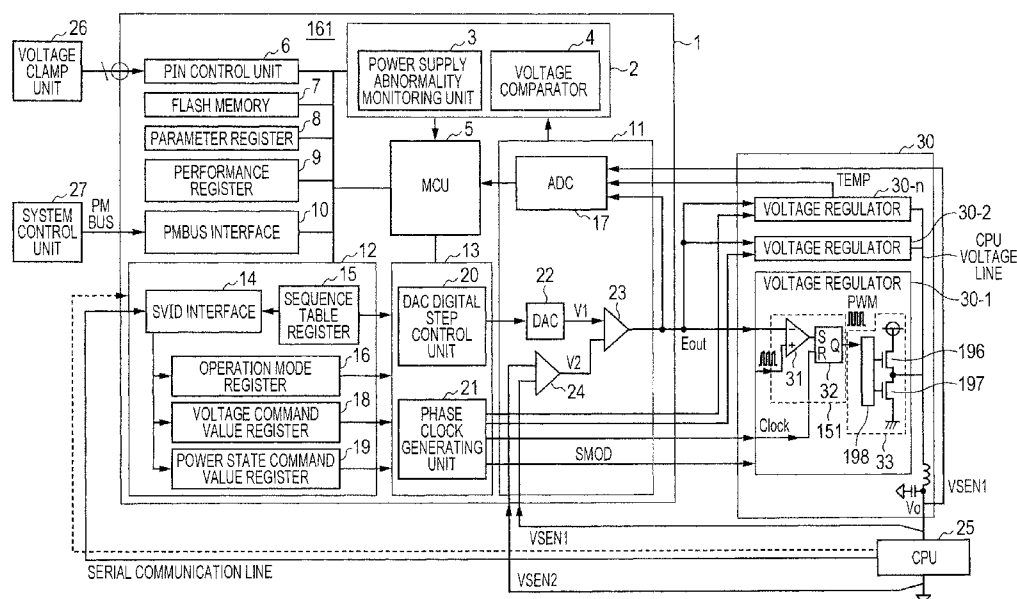 26
VOLTAGE
CLAMP
UNIT
161
6
PIN CONTROL UNIT
7
FLASH MEMORY
8
PARAMETER REGISTER
9
PERFORMANCE
REGISTER
27
SYSTEM
CONTROL
UNIT
PM
BUS
10
PMBUS INTERFACE
3
POWER SUPPLY
ABNORMALITY
MONITORING UNIT
4
VOLTAGE
COMPARATOR
1
2
5
MCU
11
ADC
17
12
14
SVID INTERFACE
15
SEQUENCE
TABLE
REGISTER
16
OPERATION MODE
REGISTER
18
VOLTAGE COMMAND
VALUE REGISTER
19
POWER STATE COMMAND
VALUE REGISTER
13
20
DAC DIGITAL
STEP
CONTROL
UNIT
21
PHASE
CLOCK
GENERATING
UNIT
22
DAC
V1
23
V2
24
Eout
30
TEMP
30-n
VOLTAGE REGULATOR
30-2
VOLTAGE REGULATOR
CPU
VOLTAGE
LINE
VOLTAGE REGULATOR
30-1
PWM
+
31
S
R
Q
32
196
197
Clock
151
198
33
SMOD
VSEN1
Vo
VSEN1
25
CPU
SERIAL COMMUNICATION LINE
VSEN2